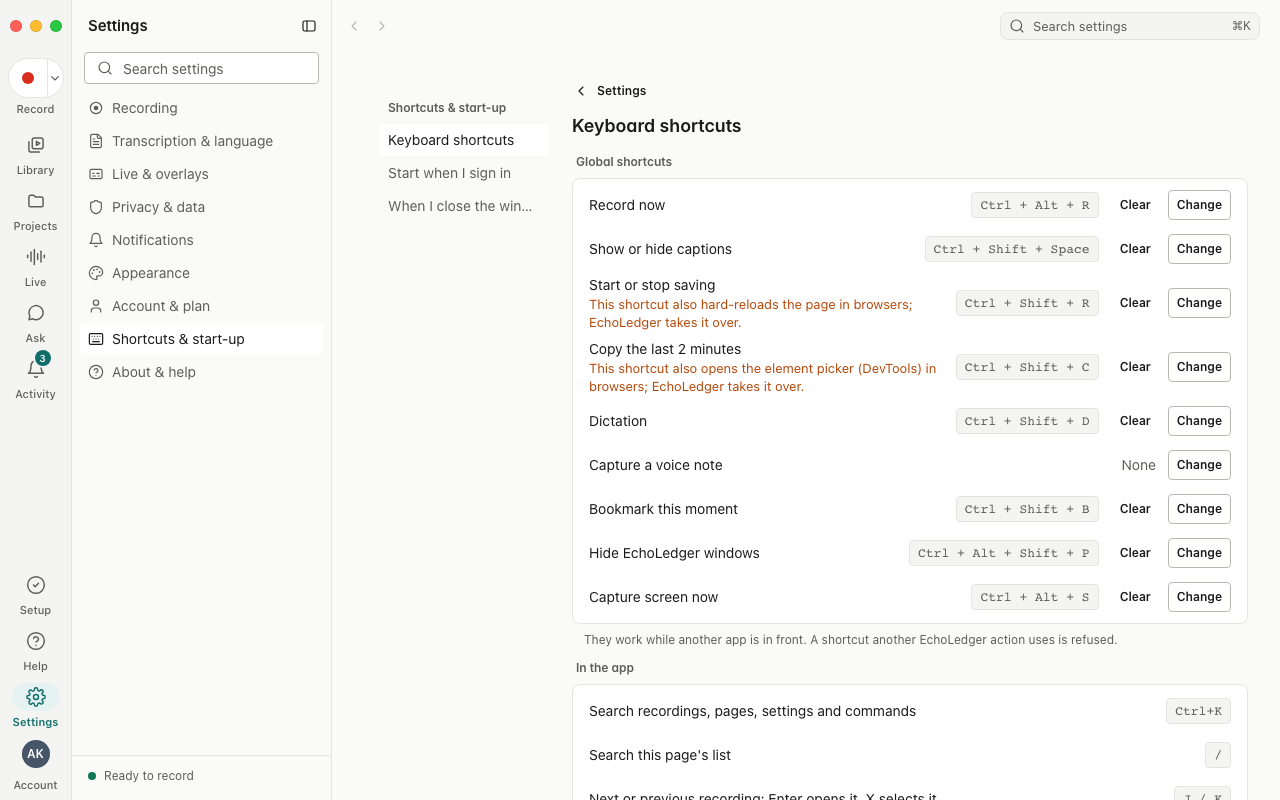 Settings
Search settings
⌘K
Record
Library
Projects
Live
Ask
3
Activity
Setup
Help
Settings
AK
Account
Search settings
Recording
Transcription & language
Live & overlays
Privacy & data
Notifications
Appearance
Account & plan
Shortcuts & start-up
About & help
Ready to record
Shortcuts & start-up
Keyboard shortcuts
Start when I sign in
When I close the win...
Settings
Keyboard shortcuts
Global shortcuts
Record now Ctrl + Alt + R Clear Change
Show or hide captions Ctrl + Shift + Space Clear Change
Start or stop saving
This shortcut also hard-reloads the page in browsers;
EchoLedger takes it over.
Ctrl + Shift + R Clear Change
Copy the last 2 minutes
This shortcut also opens the element picker (DevTools) in
browsers; EchoLedger takes it over.
Ctrl + Shift + C Clear Change
Dictation Ctrl + Shift + D Clear Change
Capture a voice note None Change
Bookmark this moment Ctrl + Shift + B Clear Change
Hide EchoLedger windows Ctrl + Alt + Shift + P Clear Change
Capture screen now Ctrl + Alt + S Clear Change
They work while another app is in front. A shortcut another EchoLedger action uses is refused.
In the app
Search recordings, pages, settings and commands Ctrl+K
Search this page's list /
Next or previous recording; Enter opens it, X selects it J / K